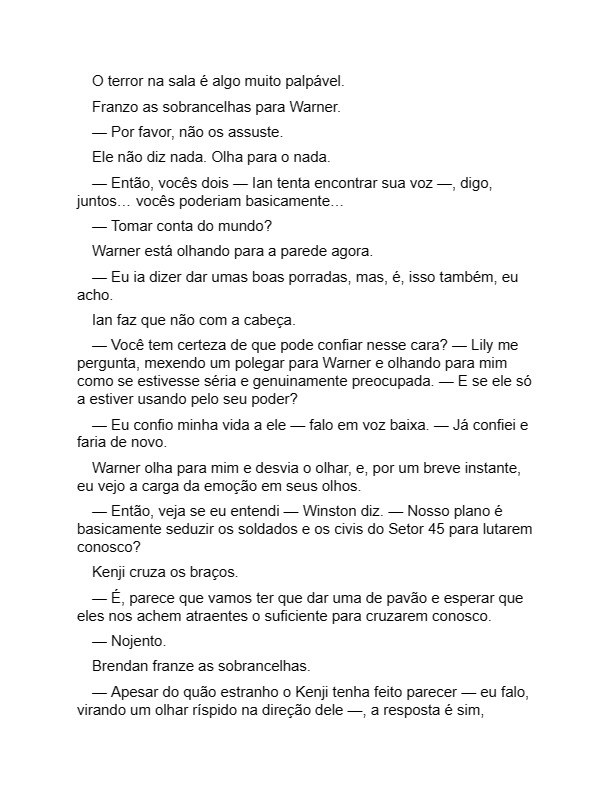 O terror na sala é algo muito palpável.
Franzo as sobrancelhas para Warner.
— Por favor, não os assuste.
Ele não diz nada. Olha para o nada.
— Então, vocês dois — Ian tenta encontrar sua voz —, digo,
juntos… vocês poderiam basicamente…
— Tomar conta do mundo?
Warner está olhando para a parede agora.
— Eu ia dizer dar umas boas porradas, mas, é, isso também, eu
acho.
Ian faz que não com a cabeça.
— Você tem certeza de que pode confiar nesse cara? — Lily me
pergunta, mexendo um polegar para Warner e olhando para mim
como se estivesse séria e genuinamente preocupada. — E se ele só
a estiver usando pelo seu poder?
— Eu confio minha vida a ele — falo em voz baixa. — Já confiei e
faria de novo.
Warner olha para mim e desvia o olhar, e, por um breve instante,
eu vejo a carga da emoção em seus olhos.
— Então, veja se eu entendi — Winston diz. — Nosso plano é
basicamente seduzir os soldados e os civis do Setor 45 para lutarem
conosco?
Kenji cruza os braços.
— É, parece que vamos ter que dar uma de pavão e esperar que
eles nos achem atraentes o suficiente para cruzarem conosco.
— Nojento.
Brendan franze as sobrancelhas.
— Apesar do quão estranho o Kenji tenha feito parecer — eu falo,
virando um olhar ríspido na direção dele —, a resposta é sim,